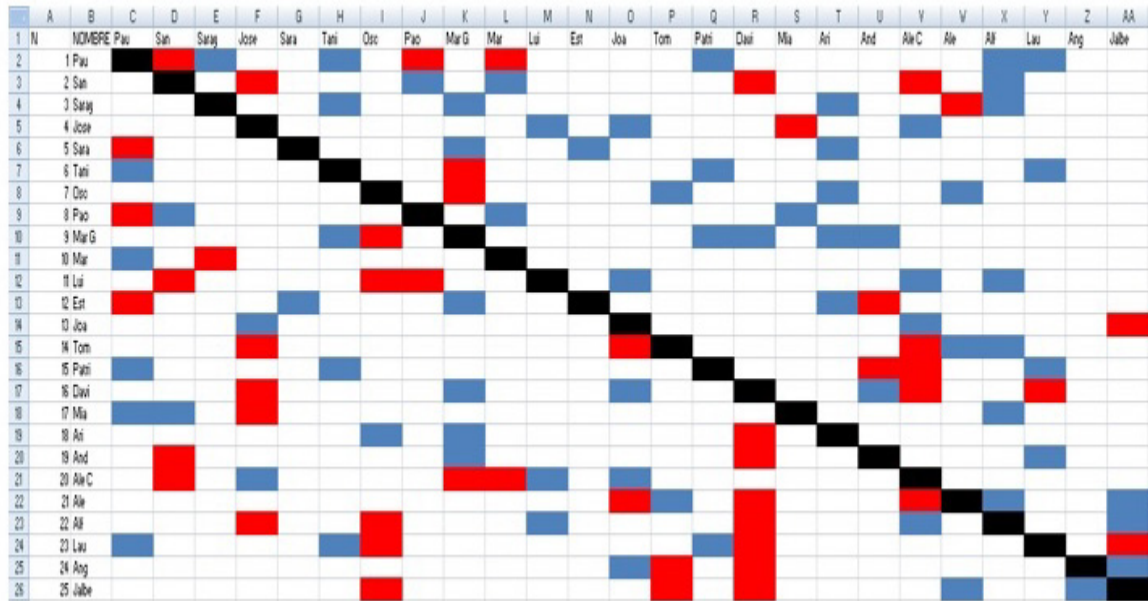 A B C D E F G H I J K L M N O P Q R S T U V W X Y Z AA
1 N NOMBRE Pau San Sarag Jose Sara Tani Osc Pao Mar G Mar Lui Est Joa Tom Patri Davi Mia Ari And Ale C Ale Alf Lau Ang Jalbe
2 1 Pau
3 2 San
4 3 Sarag
5 4 Jose
6 5 Sara
7 6 Tani
8 7 Osc
9 8 Pao
10 9 Mar G
11 10 Mar
12 11 Lui
13 12 Est
14 13 Joa
15 14 Tom
16 15 Patri
17 16 Davi
18 17 Mia
19 18 Ari
20 19 And
21 20 Ale C
22 21 Ale
23 22 Alf
24 23 Lau
25 24 Ang
26 25 Jalbe